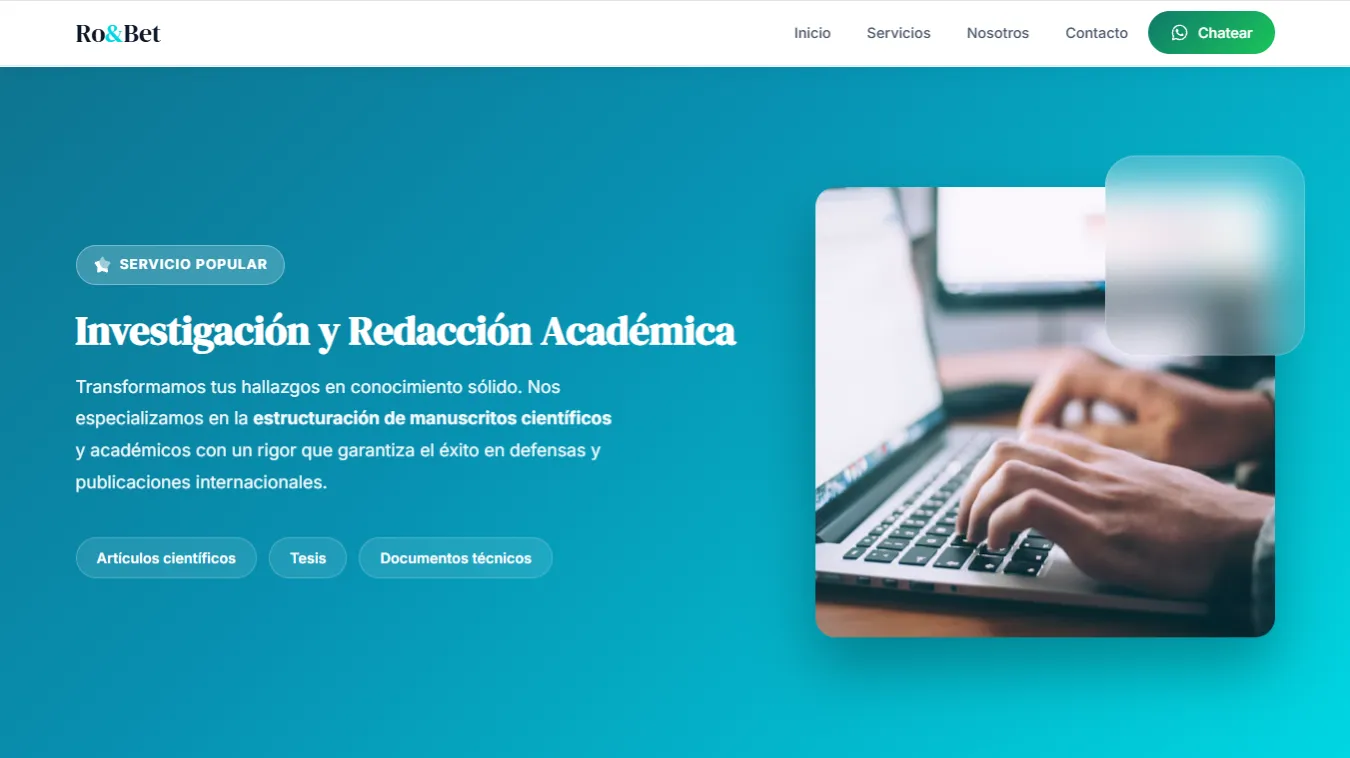 Ro&Bet
Inicio
Servicios
Nosotros
Contacto
Chatear
SERVICIO POPULAR
Investigación y Redacción Académica
Transformamos tus hallazgos en conocimiento sólido. Nos
especializamos en la estructuración de manuscritos científicos
y académicos con un rigor que garantiza el éxito en defensas y
publicaciones internacionales.
Artículos científicos
Tesis
Documentos técnicos